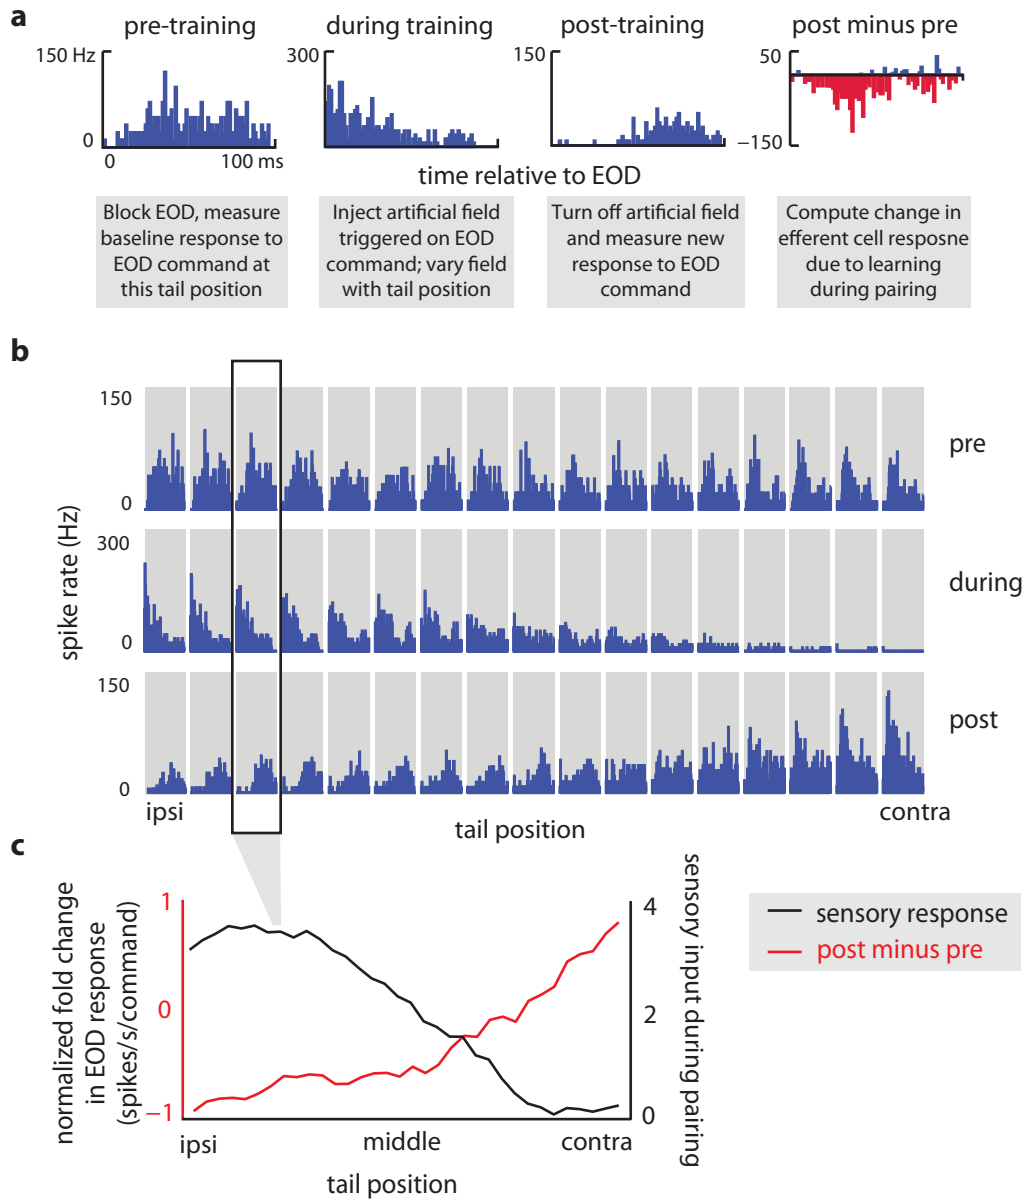 a
pre-training
during training
post-training
post minus pre
150 Hz
0
0
100 ms
300
150
50
−150
time relative to EOD
Block EOD, measure
baseline response to
EOD command at
this tail position
Inject artificial field
triggered on EOD
command; vary field
with tail position
Turn off artificial field
and measure new
response to EOD
command
Compute change in
efferent cell resposne
due to learning
during pairing
b
spike rate (Hz)
150
0
pre
300
0
during
150
0
post
ipsi
contra
tail position
c
normalized fold change
in EOD response
(spikes/s/command)
1
0
−1
4
2
0
sensory input during pairing
ipsi
middle
contra
tail position
sensory response
post minus pre